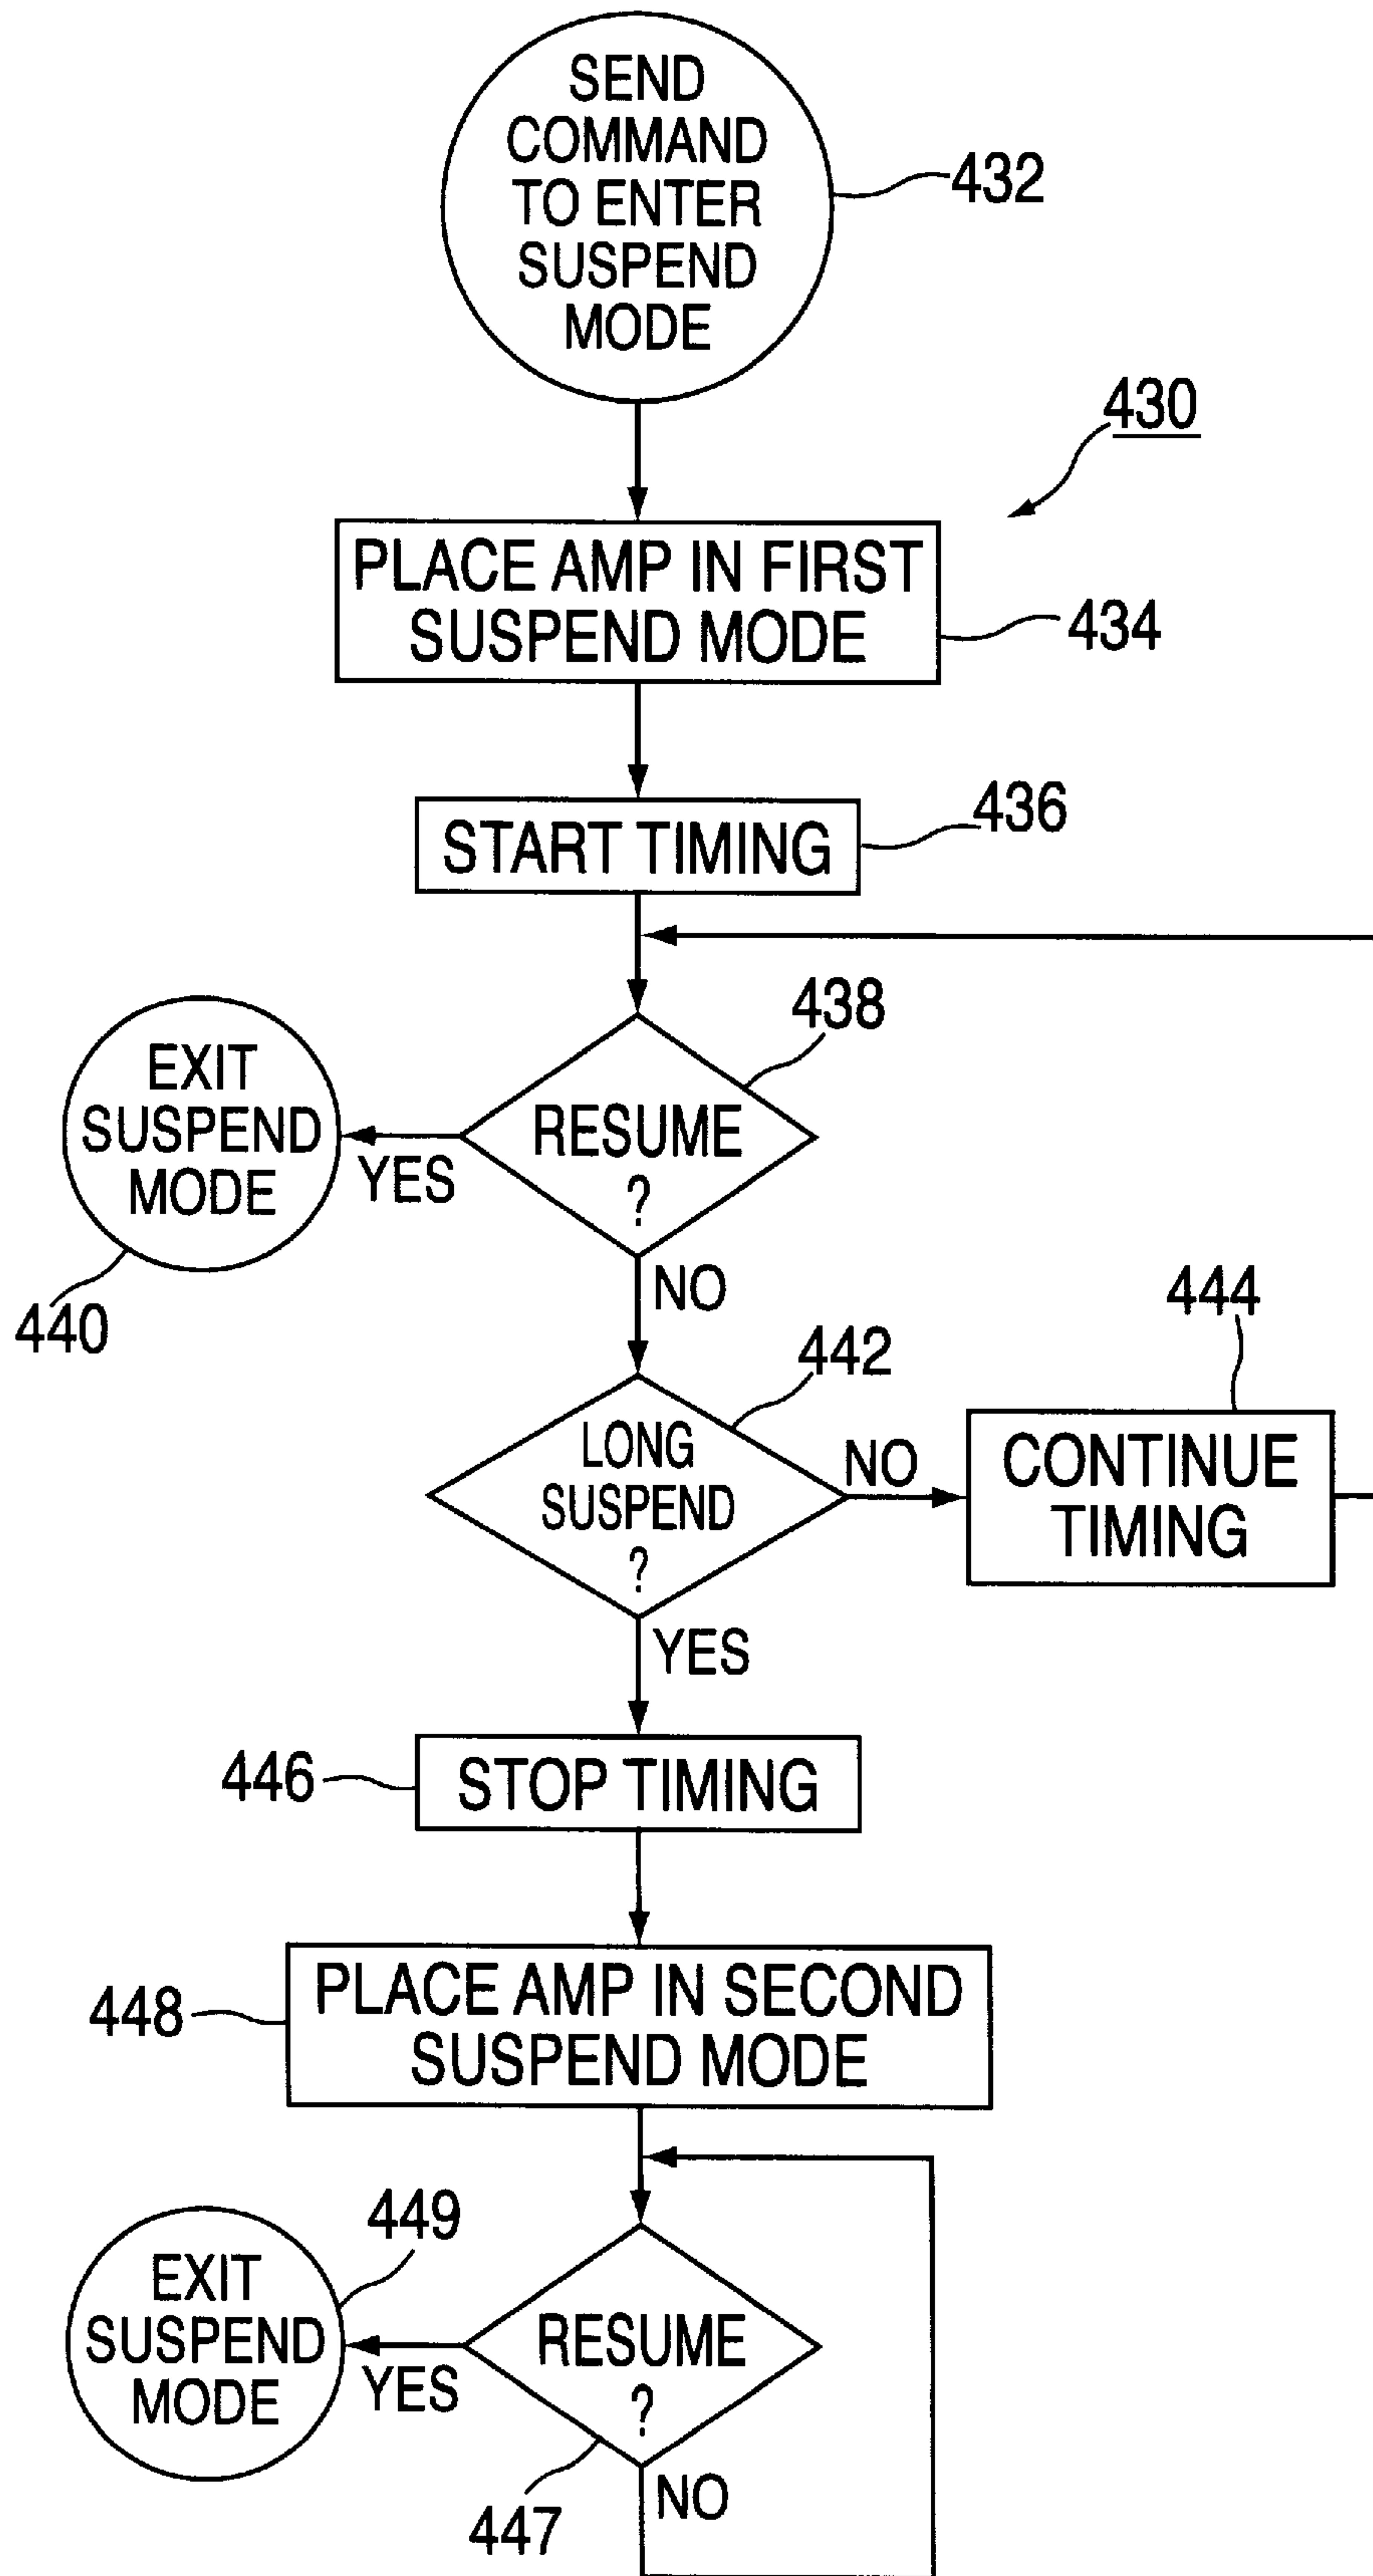 SEND
COMMAND
TO ENTER
SUSPEND
MODE
432
430
PLACE AMP IN FIRST
SUSPEND MODE
434
START TIMING
436
438
RESUME
?
YES
EXIT
SUSPEND
MODE
440
NO
442
LONG
SUSPEND
?
NO
444
CONTINUE
TIMING
YES
446
STOP TIMING
448
PLACE AMP IN SECOND
SUSPEND MODE
449
EXIT
SUSPEND
MODE
YES
RESUME
?
447
NO